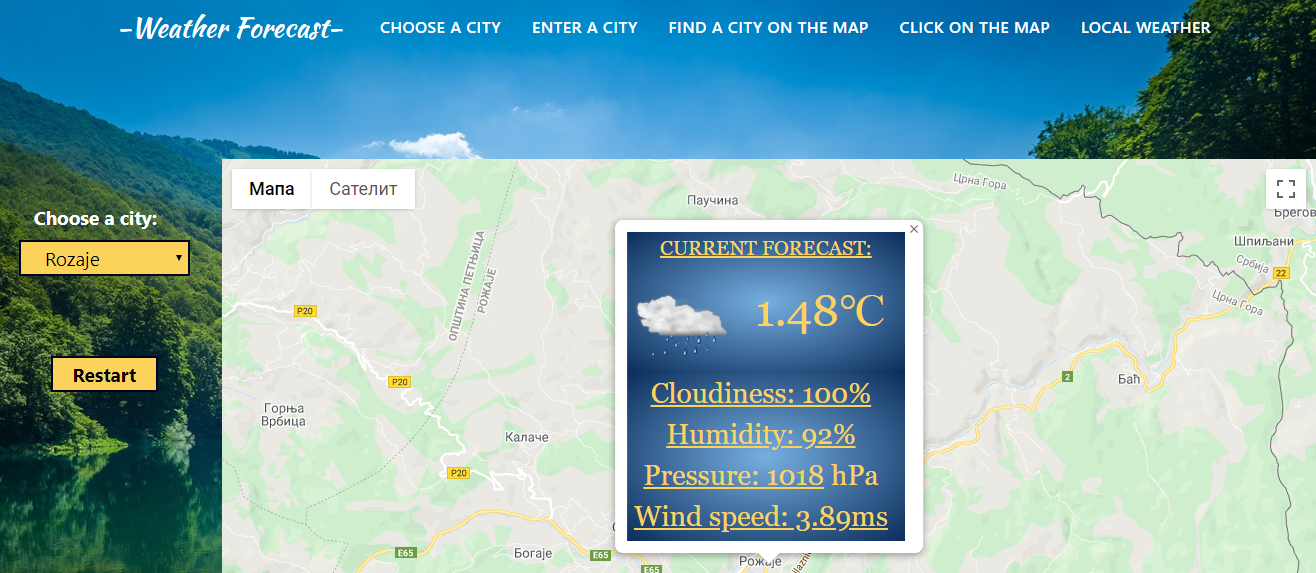 -Weather Forecast-
CHOOSE A CITY
ENTER A CITY
FIND A CITY ON THE MAP
CLICK ON THE MAP
LOCAL WEATHER
Choose a city:
Rozaje
Restart
Мапа
Сателит
Паучина
Црна Гора
Брегов
Шпиљани
Србија
22
Црна Гора
ОПШТИНА ПЕТЊИЦА
РОЖАЈЕ
P20
P20
P20
Горња
Врбица
Калаче
2
Баћ
CURRENT FORECAST:
1.48°C
Cloudiness: 100%
Humidity: 92%
Pressure: 1018 hPa
Wind speed: 3.89ms
E65
Богаје
E65
E65
Рожаје